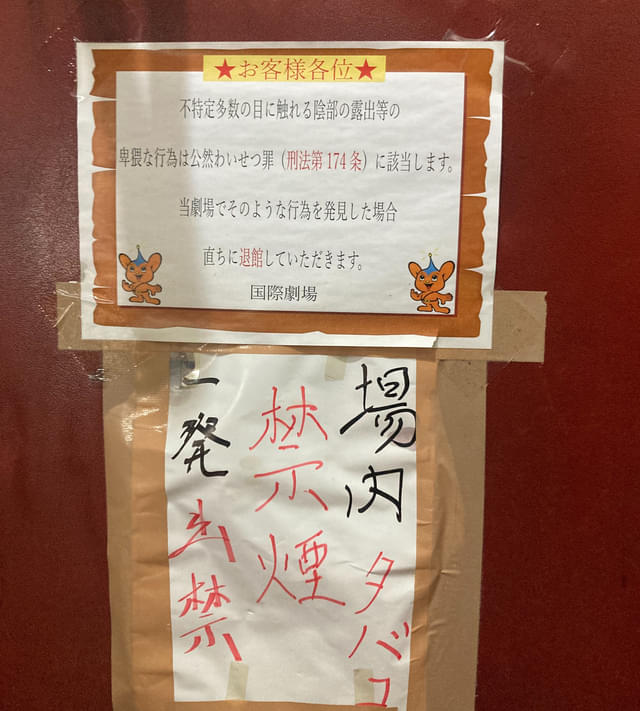 ★お客様各位★
不特定多数の目に触れる陰部の露出等の
卑猥な行為は公然わいせつ罪（刑法第174条）に該当します。
当劇場でそのような行為を発見した場合
直ちに退館していただきます。
国際劇場
場内タバコ
禁煙
一発出禁